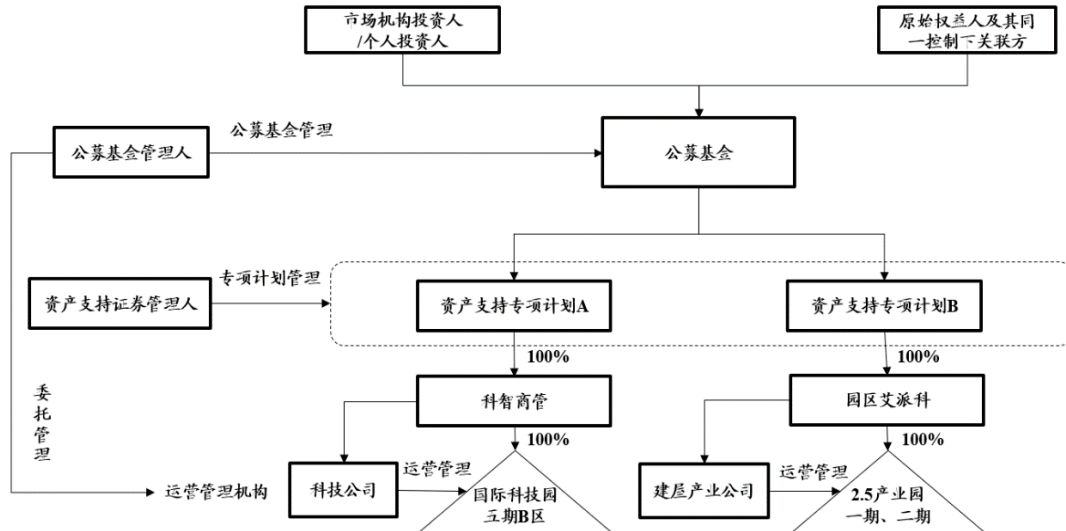 市场机构投资人
/个人投资人
原始权益人及其同
一控制下关联方
公募基金管理
公募基金管理人
公募基金
专项计划管理
资产支持证券管理人
资产支持专项计划A
资产支持专项计划B
100%
100%
委托管理
科智商管
园区艾派科
100%
100%
运营管理机构
科技公司
运营管理
国际科技园
五期B区
建屋产业公司
运营管理
2.5产业园
一期、二期